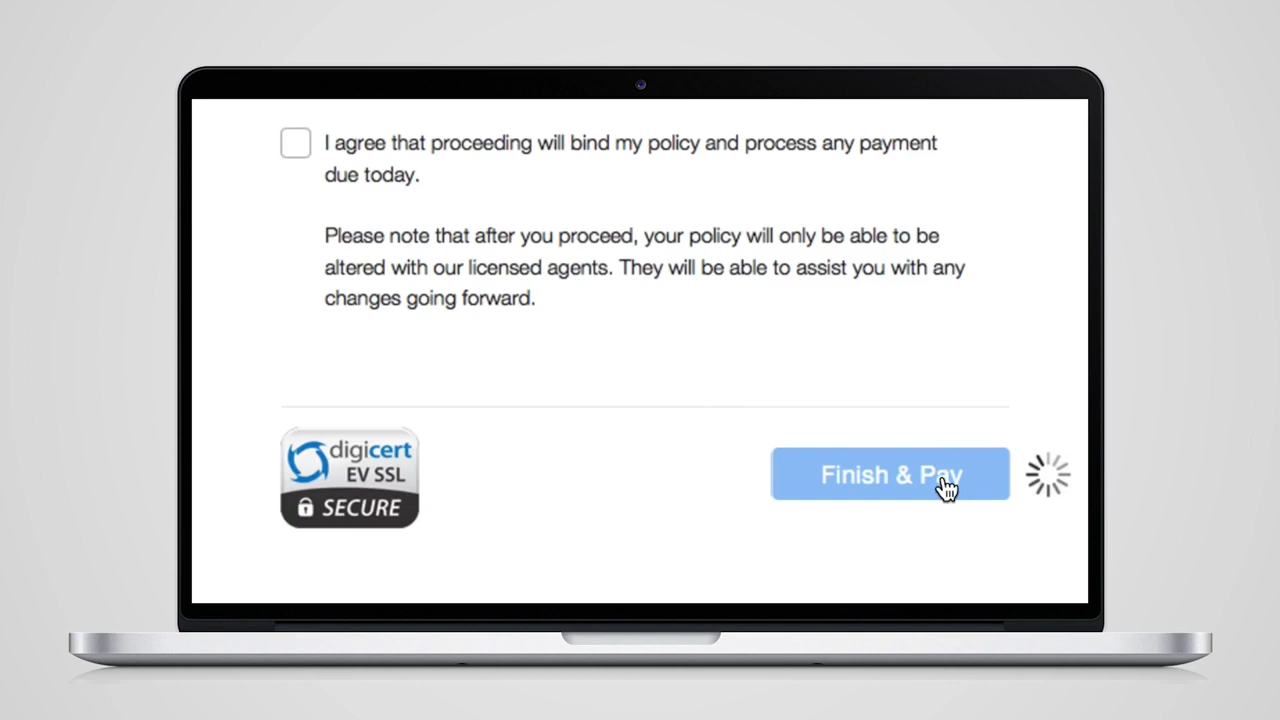 I agree that proceeding will bind my policy and process any payment
due today.
Please note that after you proceed, your policy will only be able to be
altered with our licensed agents. They will be able to assist you with any
changes going forward.
digicert
EV SSL
SECURE
Finish & Pay